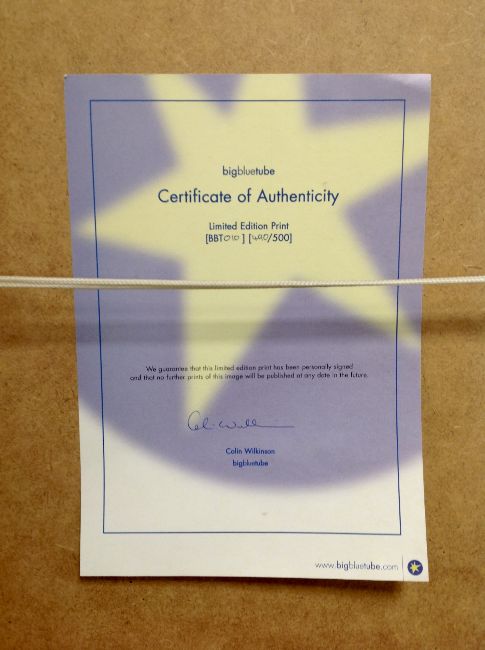 bigbluetube
Certificate of Authenticity
Limited Edition Print
[BBT010] [490/500]
We guarantee that this limited edition print has been personally signed
and that no further prints of this image will be published at any date in the future.
Colin Wilkinson
bigbluetube
www.bigbluetube.com